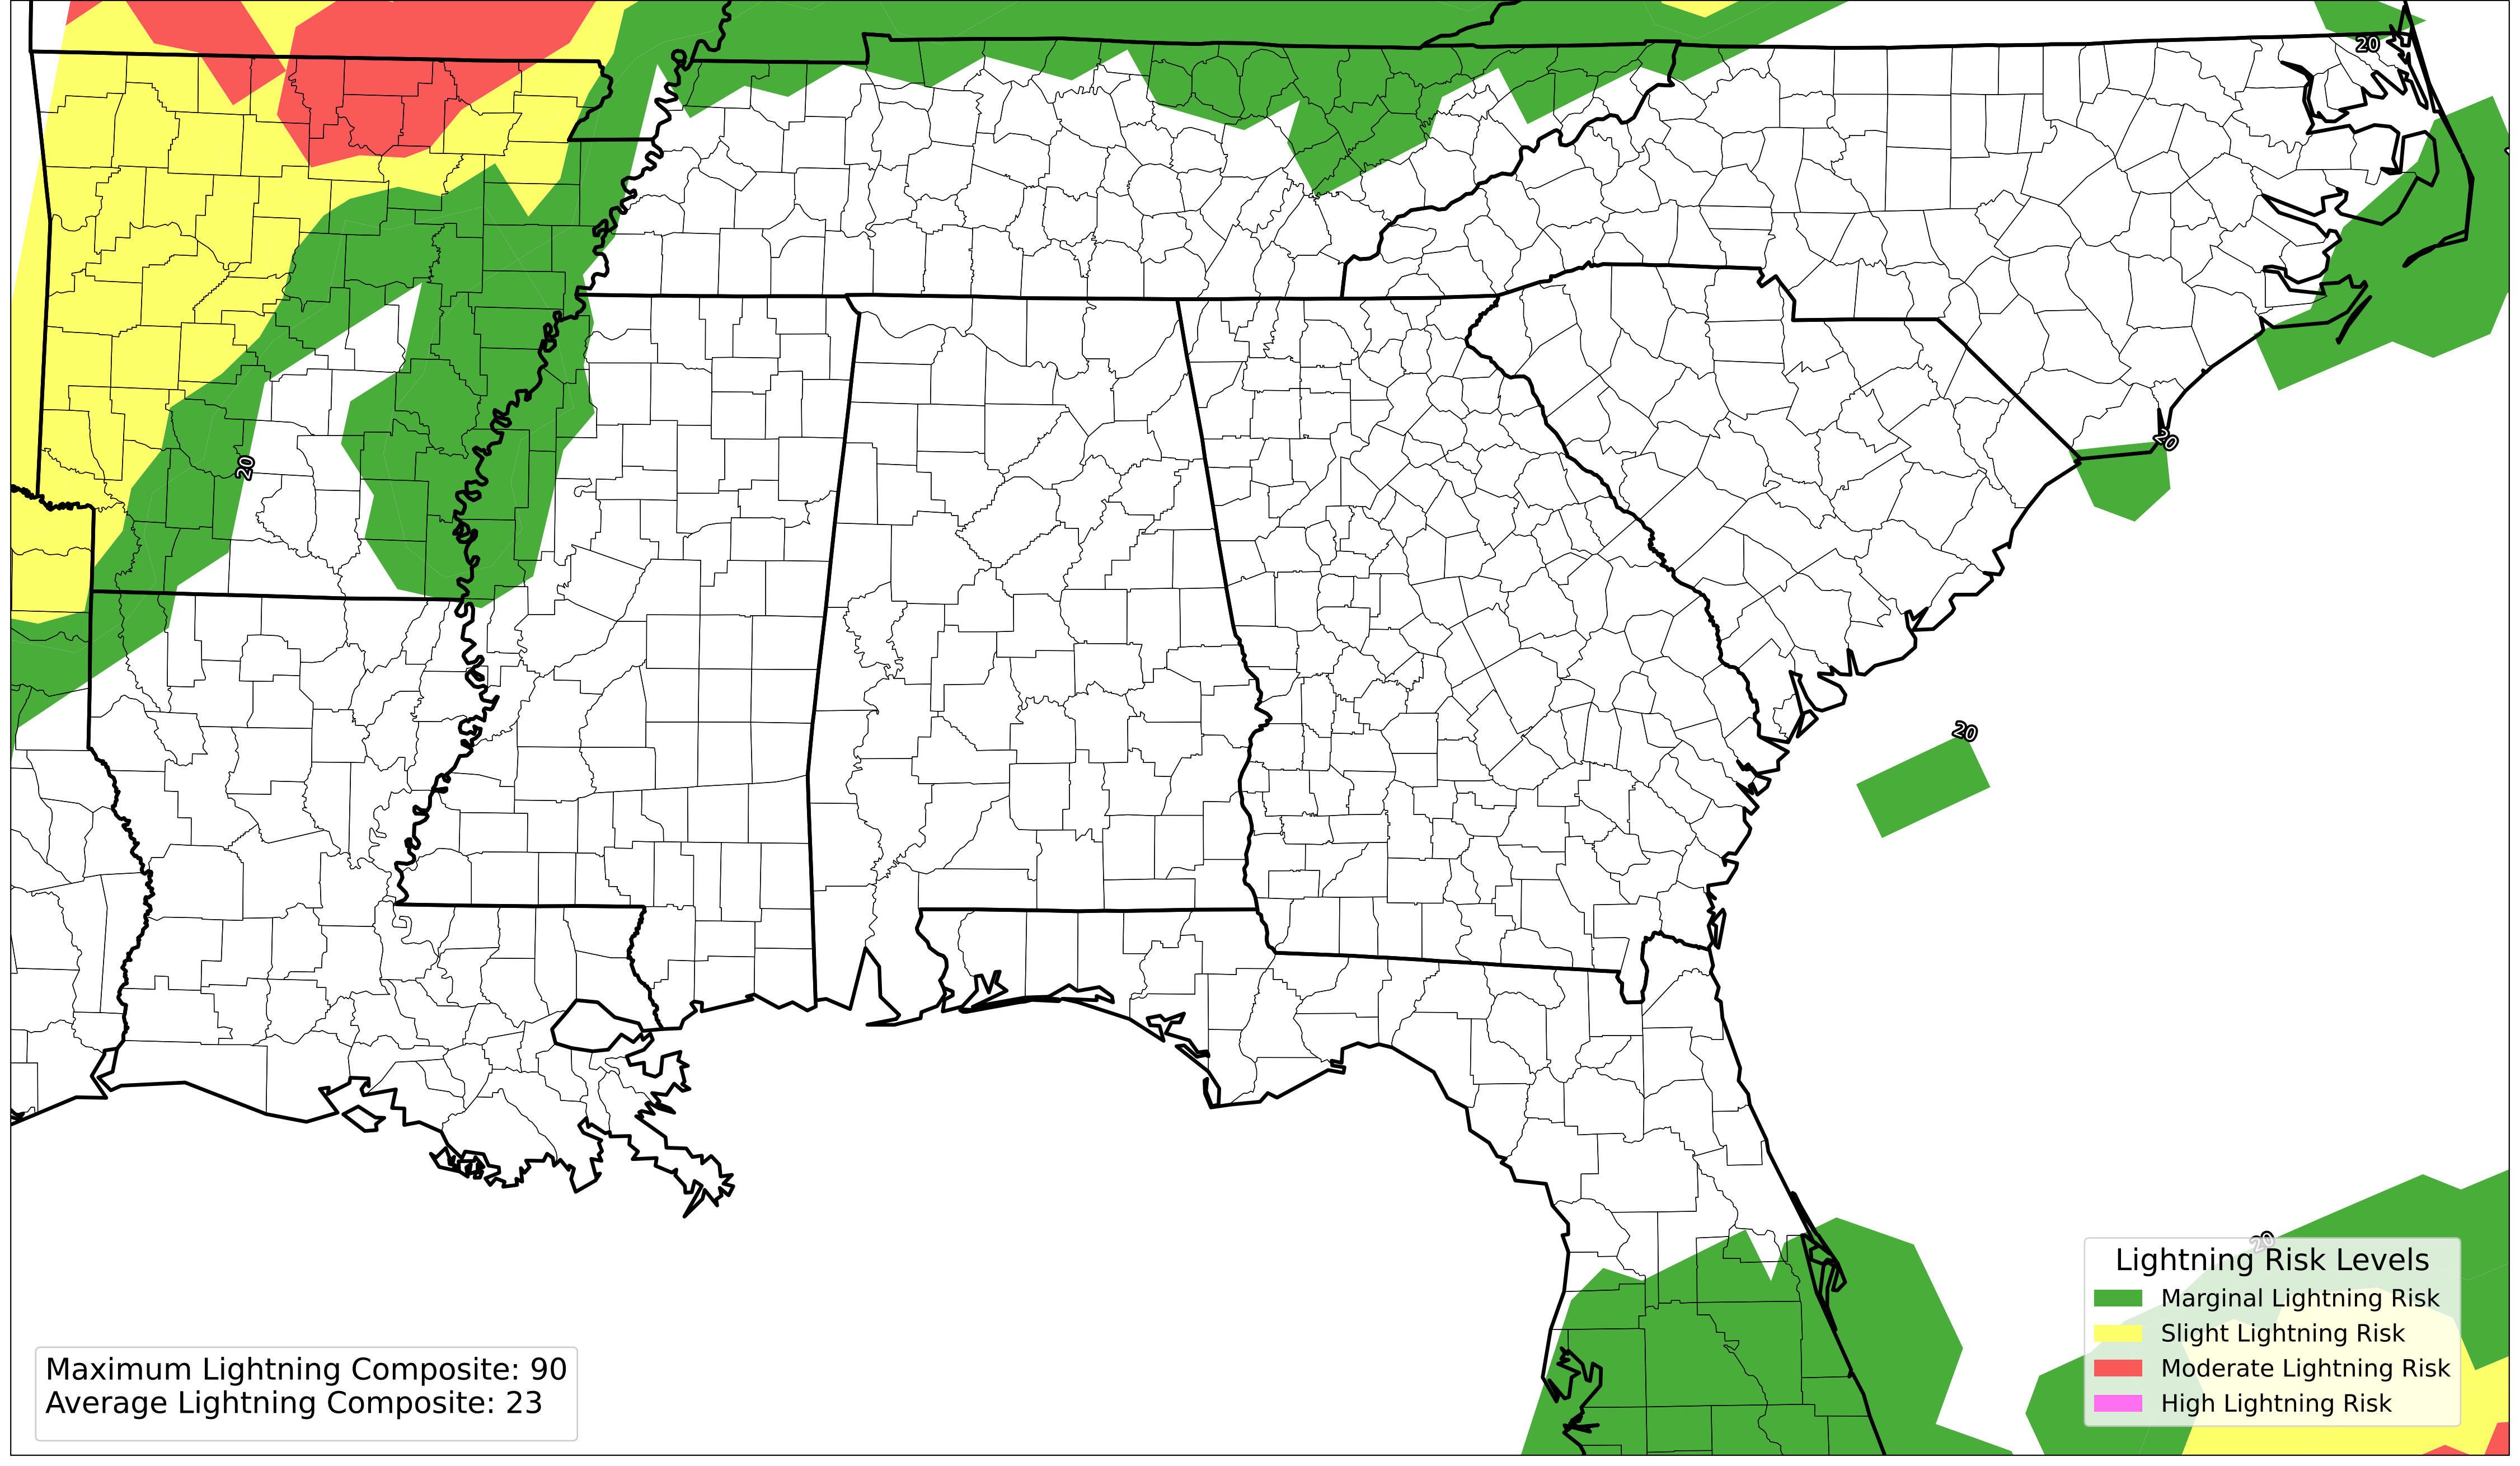 20
20
20
20
20
Lightning Risk Levels
Marginal Lightning Risk
Slight Lightning Risk
Moderate Lightning Risk
High Lightning Risk
Maximum Lightning Composite: 90
Average Lightning Composite: 23